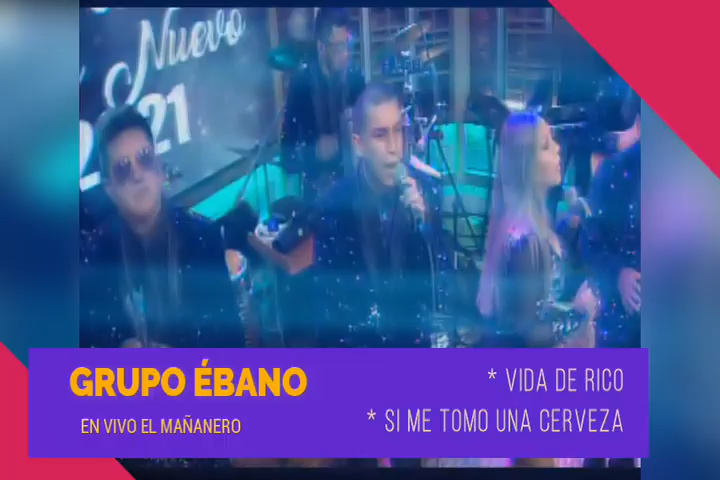 Nuevo
21
GRUPO ÉBANO
EN VIVO EL MAÑANERO
* VIDA DE RICO
* SI ME TOMO UNA CERVEZA